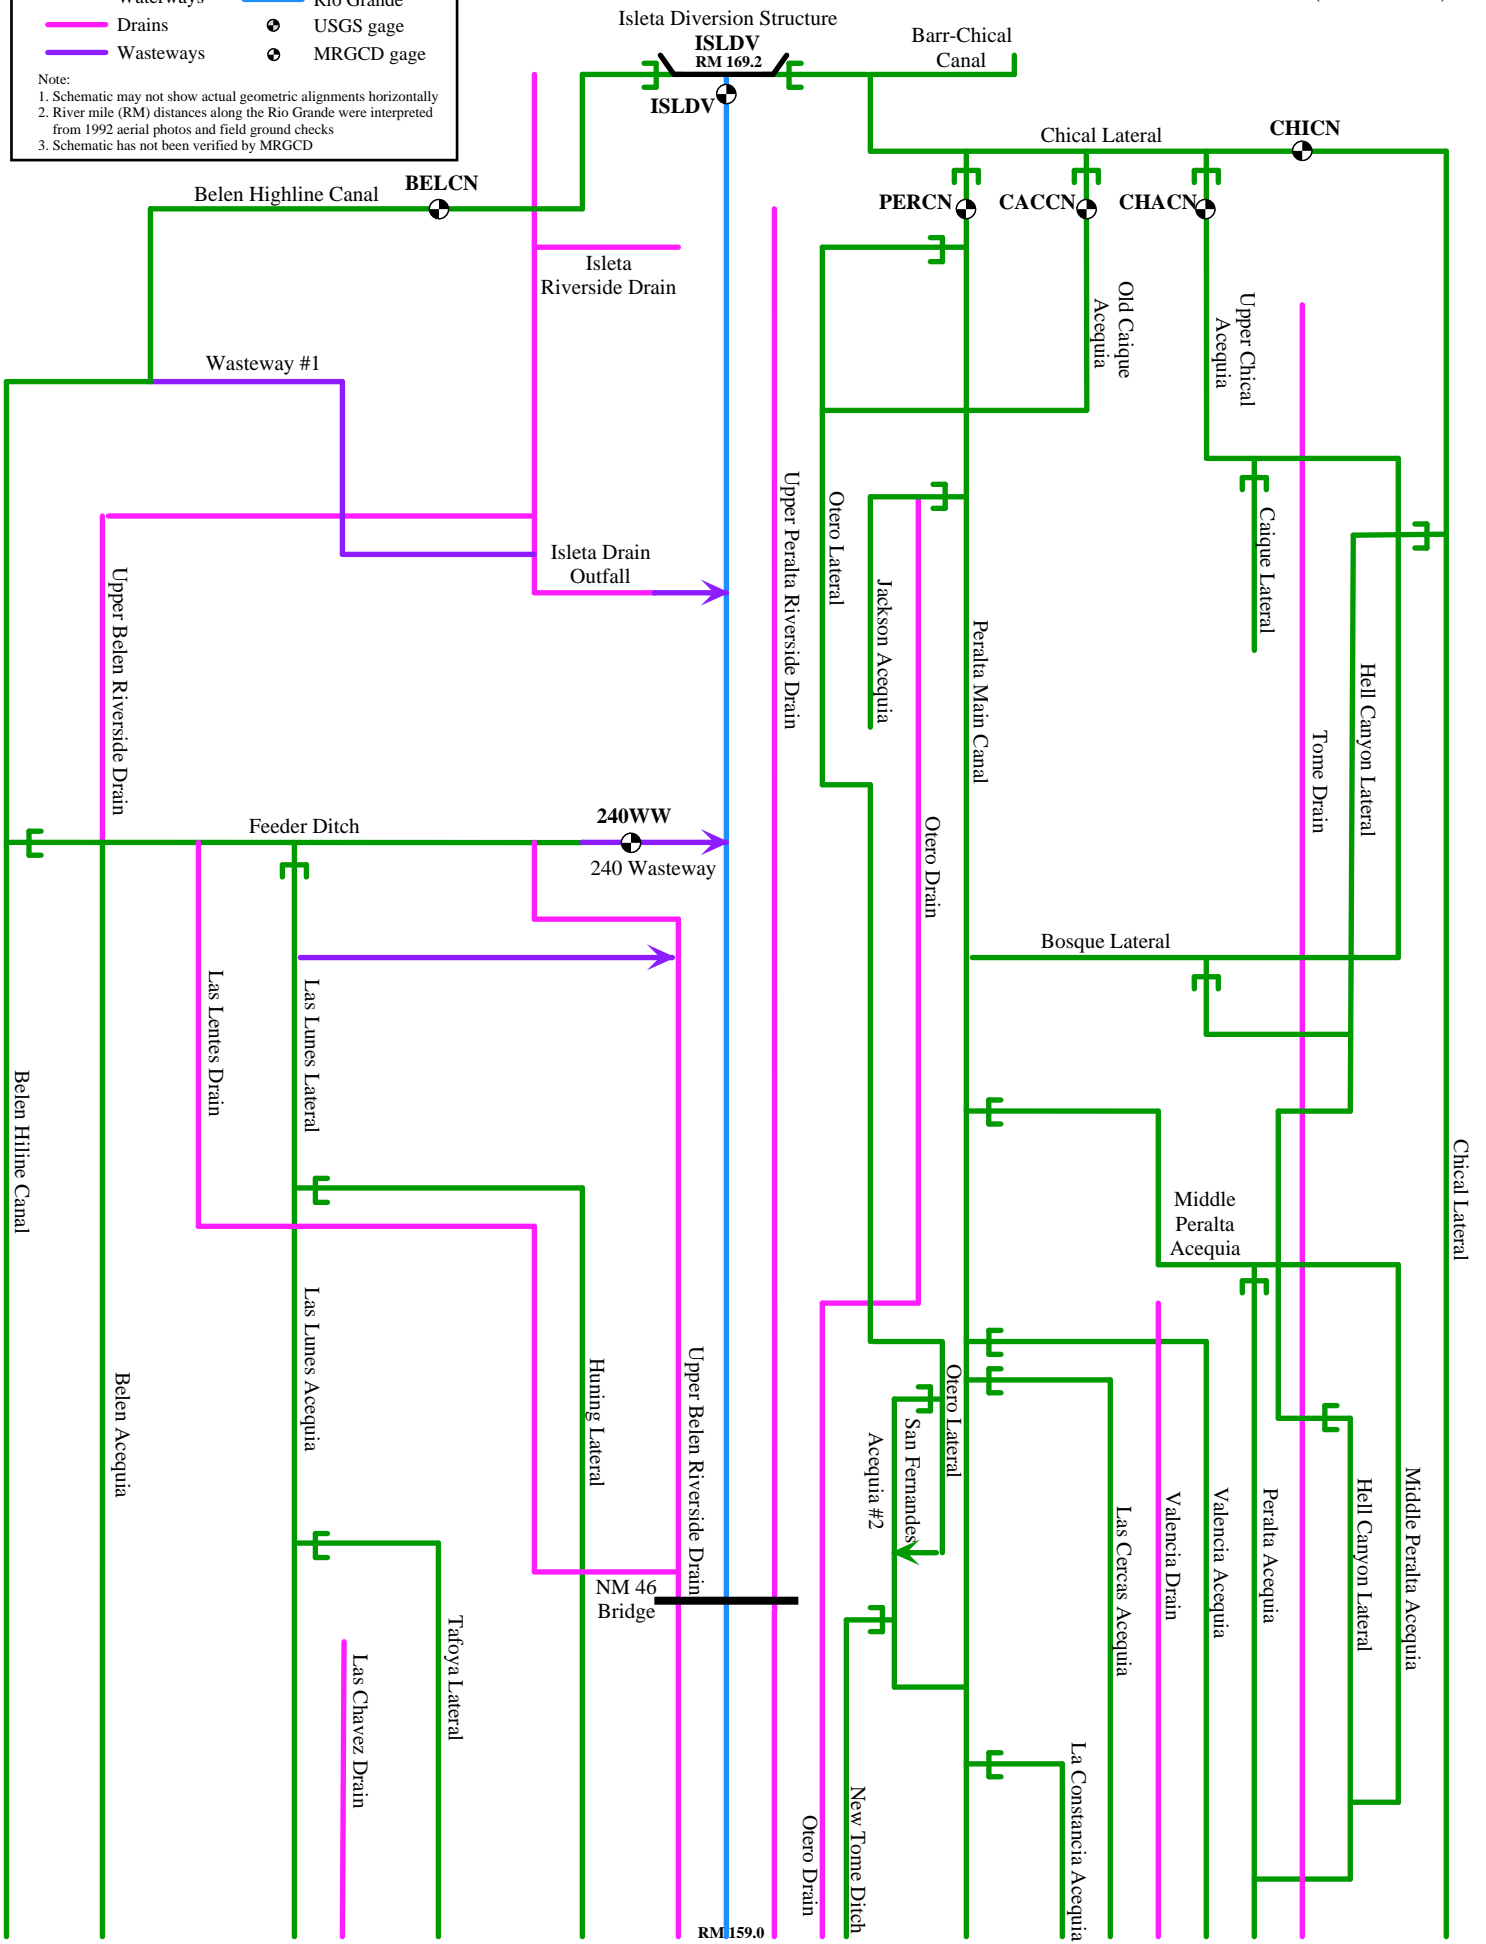 Drains
USGS gage
Wasteways
MRGCD gage
Note:
1. Schematic may not show actual geometric alignments horizontally
2. River mile (RM) distances along the Rio Grande were interpreted
from 1992 aerial photos and field ground checks
3. Schematic has not been verified by MRGCD
Isleta Diversion Structure
ISLDV
RM 169.2
ISLDV
Barr-Chical
Canal
Chical Lateral
CHICN
Belen Highline Canal
BELCN
PERCN
CACCN
CHACN
Isleta
Riverside Drain
Old Caique
Acequia
Upper Chical
Acequia
Wasteway #1
Isleta Drain
Outfall
Upper Belen Riverside Drain
Upper Peralta Riverside Drain
Otero Lateral
Jackson Acequia
Peralta Main Canal
Caique Lateral
Hell Canyon Lateral
Tome Drain
Otero Drain
Feeder Ditch
240WW
240 Wasteway
Bosque Lateral
Las Lentes Drain
Las Lunes Lateral
Belen Hiline Canal
Chical Lateral
Middle
Peralta
Acequia
Las Lunes Acequia
Belen Acequia
Huning Lateral
Upper Belen Riverside Drain
Otero Lateral
San Fernandes
Acequia #2
Las Cercas Acequia
Valencia Drain
Valencia Acequia
Peralta Acequia
Hell Canyon Lateral
Middle Peralta Acequia
NM 46
Bridge
Tafoya Lateral
Las Chavez Drain
La Constancia Acequia
New Tome Ditch
Otero Drain
RM 159.0